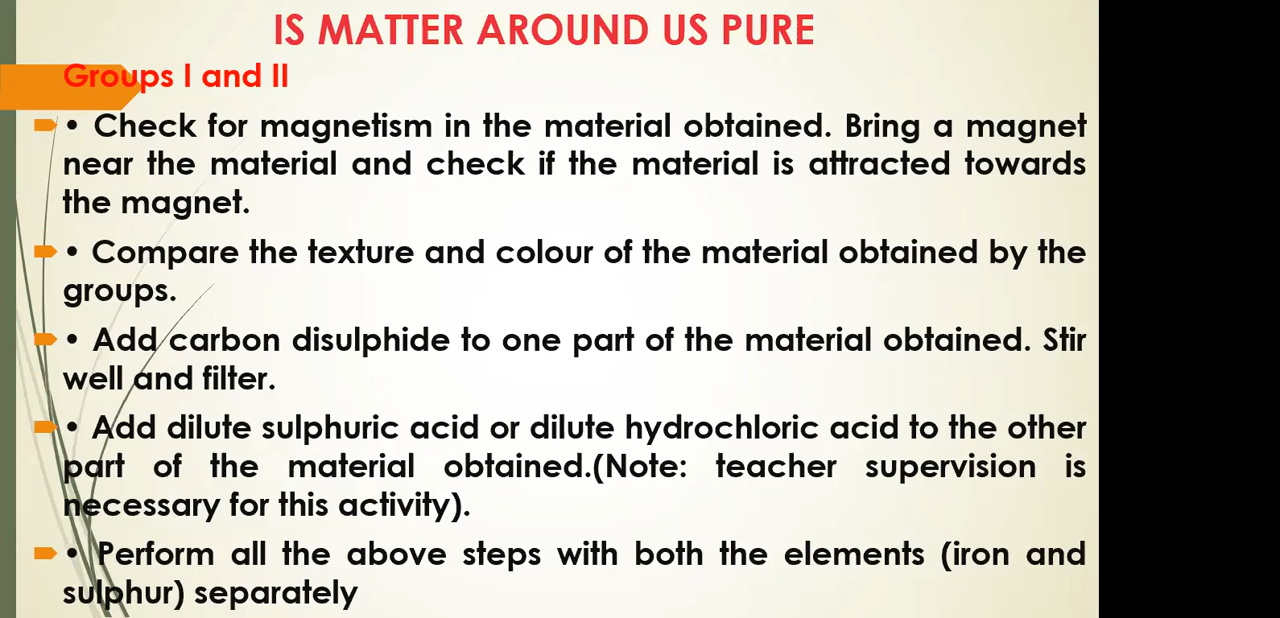 IS MATTER AROUND US PURE
Groups I and II
• Check for magnetism in the material obtained. Bring a magnet
near the material and check if the material is attracted towards
the magnet.
• Compare the texture and colour of the material obtained by the
groups.
• Add carbon disulphide to one part of the material obtained. Stir
well and filter.
• Add dilute sulphuric acid or dilute hydrochloric acid to the other
part of the material obtained.(Note: teacher supervision is
necessary for this activity).
• Perform all the above steps with both the elements (iron and
sulphur) separately